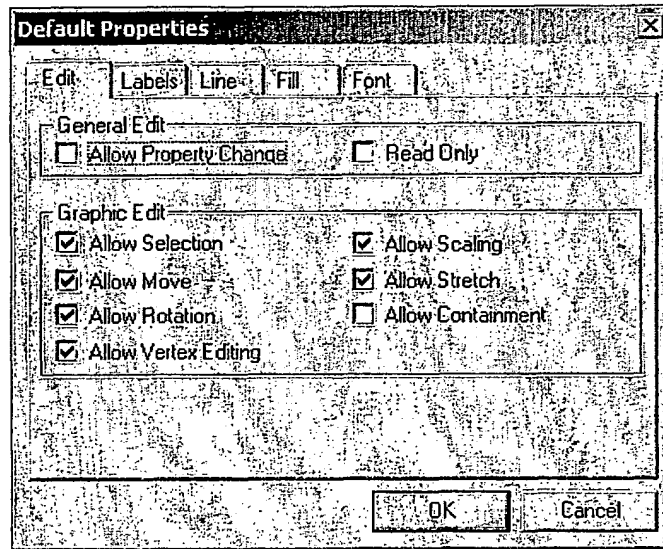 Default Properties
Edit Labels Line Fill Font
General Edit
Allow Property Change Read Only
Graphic Edit
Allow Selection Allow Scaling
Allow Move Allow Stretch
Allow Rotation Allow Containment
Allow Vertex Editing
OK Cancel